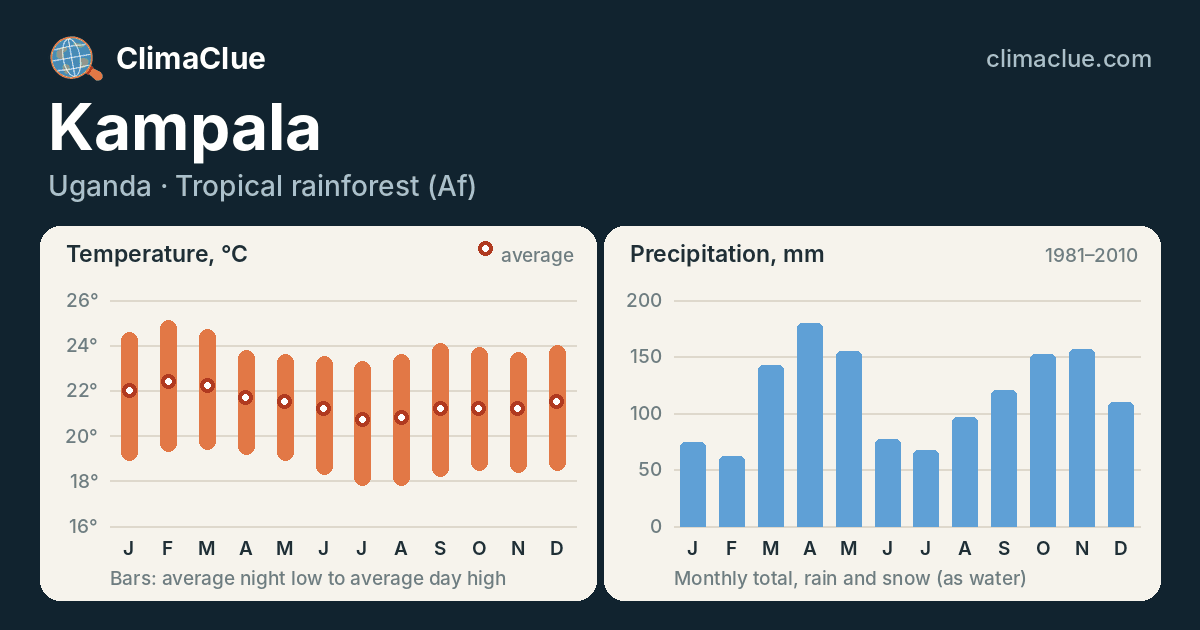 ClimaClue
climaclue.com
Kampala
Uganda · Tropical rainforest (Af)
Temperature, °C
average
26°
24°
22°
20°
18°
16°
J F M A M J J A S O N D
Bars: average night low to average day high
Precipitation, mm
1981–2010
200
150
100
50
0
J F M A M J J A S O N D
Monthly total, rain and snow (as water)